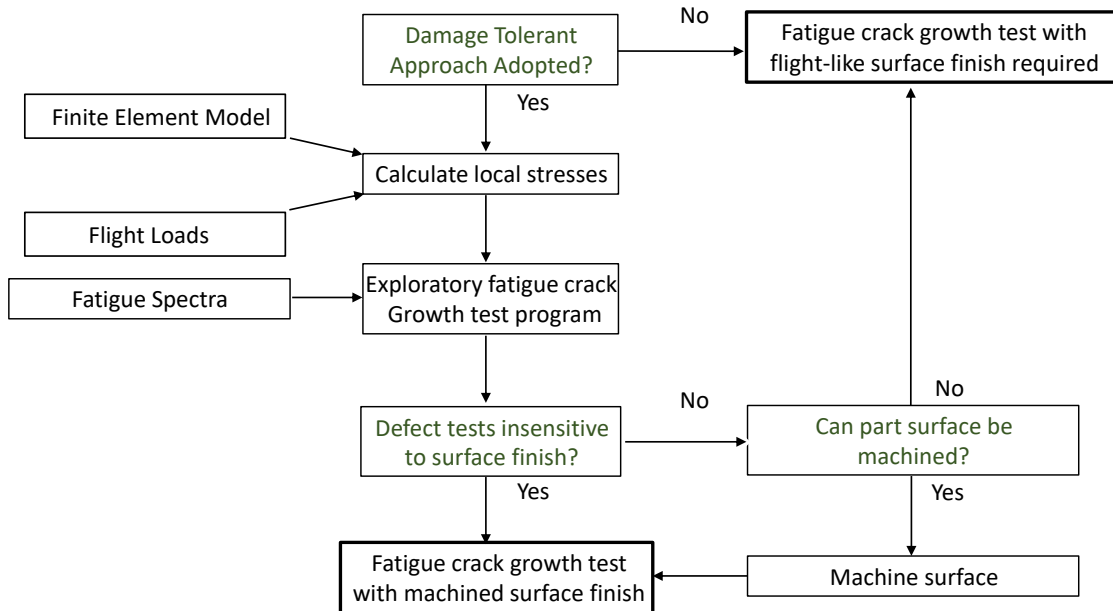 Damage Tolerant
Approach Adopted?
No
Fatigue crack growth test with
flight-like surface finish required
Yes
Finite Element Model
Calculate local stresses
Flight Loads
Fatigue Spectra
Exploratory fatigue crack
Growth test program
Defect tests insensitive
to surface finish?
No
Can part surface be
machined?
No
Yes
Yes
Fatigue crack growth test
with machined surface finish
Machine surface